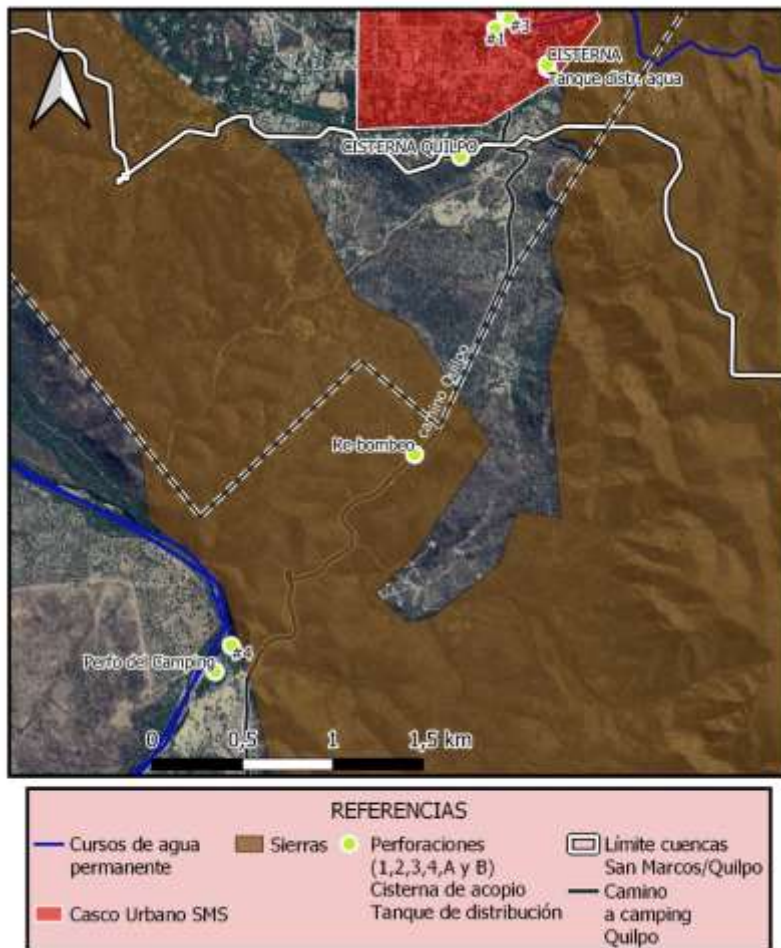 #3
#1
CISTERNA
Tanque distr. agua
CISTERNA QUILPO
camino Quilpo
Re-bombeo
#4
Perfo del Camping
0 0,5 1 1,5 km
REFERENCIAS
Cursos de agua
permanente
Casco Urbano SMS
Sierras
Perforaciones
(1,2,3,4,A y B)
Cisterna de acopio
Tanque de distribución
Límite cuencas
San Marcos/Quilpo
Camino
a camping
Quilpo